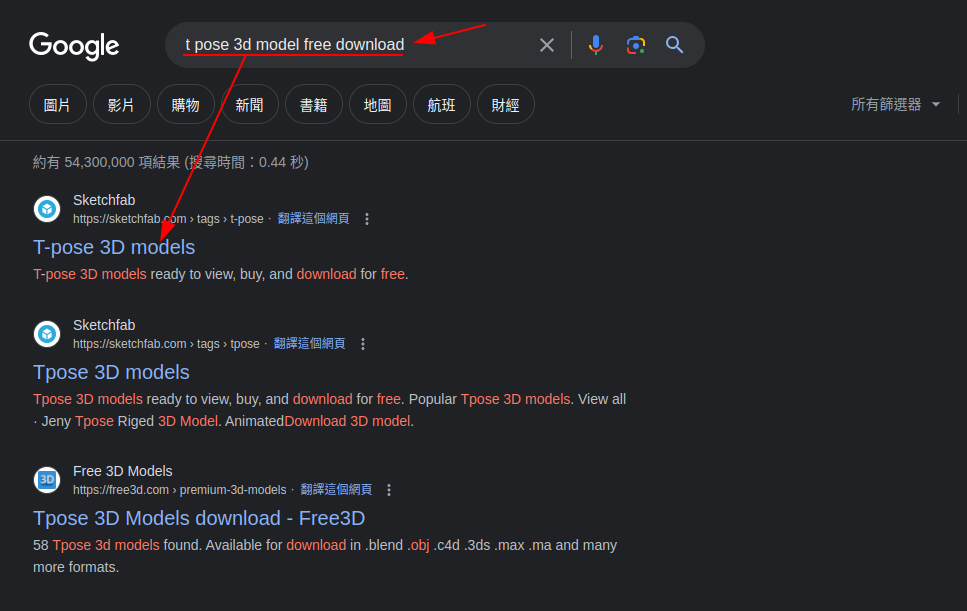 Google
t pose 3d model free download
圖片 影片 購物 新聞 書籍 地圖 航班 財經 所有篩選器
約有 54,300,000 項結果 (搜尋時間：0.44 秒)
Sketchfab
https://sketchfab.com › tags › t-pose · 翻譯這個網頁
T-pose 3D models
T-pose 3D models ready to view, buy, and download for free.
Sketchfab
https://sketchfab.com › tags › tpose · 翻譯這個網頁
Tpose 3D models
Tpose 3D models ready to view, buy, and download for free. Popular Tpose 3D models. View all
· Jeny Tpose Riged 3D Model. AnimatedDownload 3D model.
3D
Free 3D Models
https://free3d.com › premium-3d-models · 翻譯這個網頁
Tpose 3D Models download - Free3D
58 Tpose 3d models found. Available for download in .blend .obj .c4d .3ds .max .ma and many
more formats.